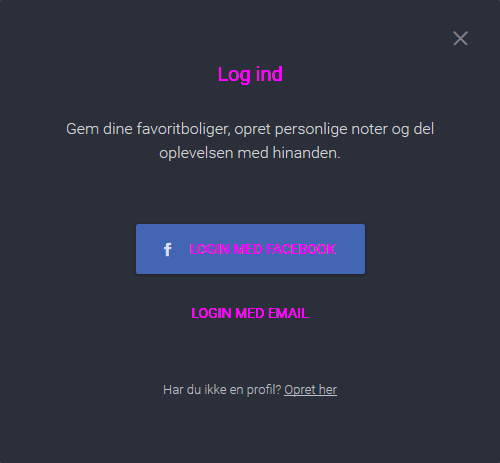 Log ind
Gem dine favoritboliger, opret personlige noter og del
oplevelsen med hinanden.
LOGIN MED FACEBOOK
LOGIN MED EMAIL
Har du ikke en profil? Opret her